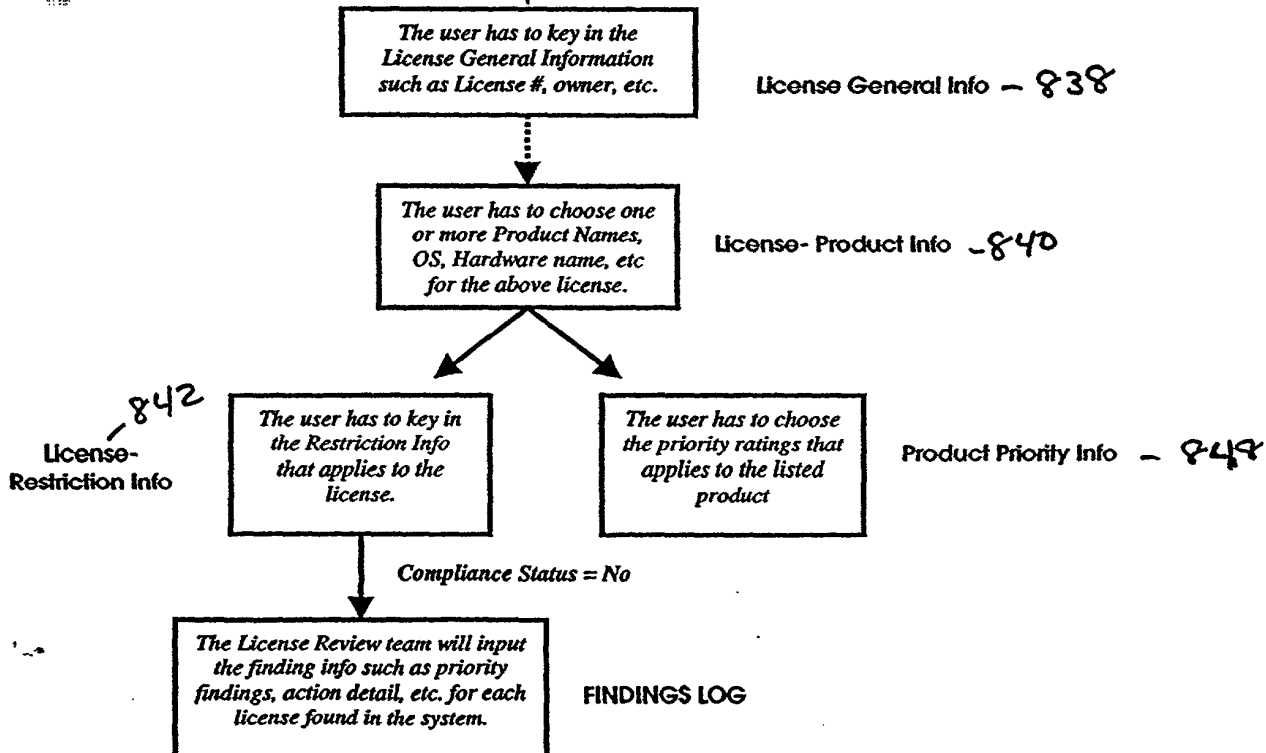 The user has to key in the
License General Information
such as License #, owner, etc.
License General Info – 838
The user has to choose one
or more Product Names,
OS, Hardware name, etc
for the above license.
License- Product Info -840
842
License-
Restriction Info
The user has to key in
the Restriction Info
that applies to the
license.
The user has to choose
the priority ratings that
applies to the listed
product
Product Priority Info – 848
Compliance Status = No
The License Review team will input
the finding info such as priority
findings, action detail, etc. for each
license found in the system.
FINDINGS LOG